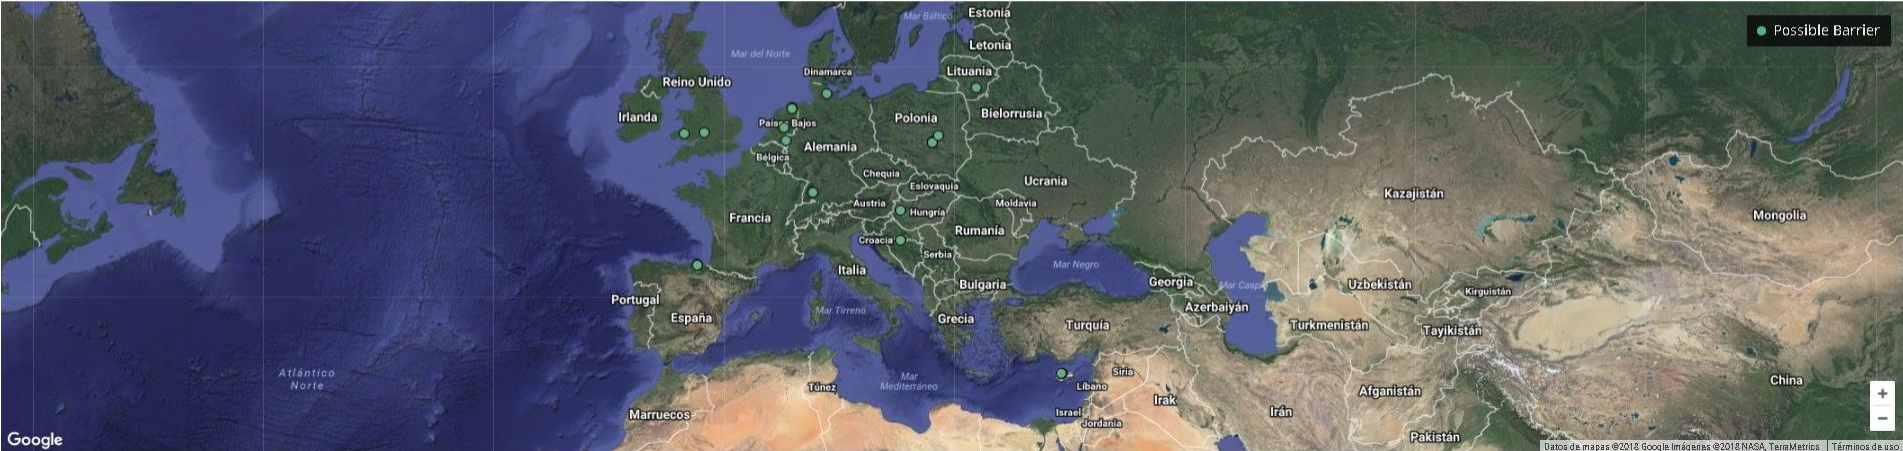 Estonia
Mar Báltico
Possible Barrier
Letonia
Mar del Norte
Dinamarca
Lituania
Reino Unido
Irlanda
Polonia
Bielorrusia
Países Bajos
Alemania
Bélgica
Chequia
Ucrania
Eslovaquia
Kazajistán
Austria
Hungría
Moldavia
Francia
Mongolia
Rumanía
Croacia
Serbia
Mar Negro
Italia
Georgia
Mar Caspio
Bulgaria
Uzbekistán
Kirguistán
Portugal
Azerbaiyán
Mar Tirreno
España
Grecia
Turquía
Turkmenistán
Tayikistán
Atlántico
Norte
Siria
Mar
Mediterráneo
Túnez
Líbano
Afganistán
China
Irak
Marruecos
Israel
Irán
Jordania
Pakistán
+
−
Google
Datos de mapas ©2018 Google Imágenes ©2018 NASA, TerraMetrics
Términos de uso